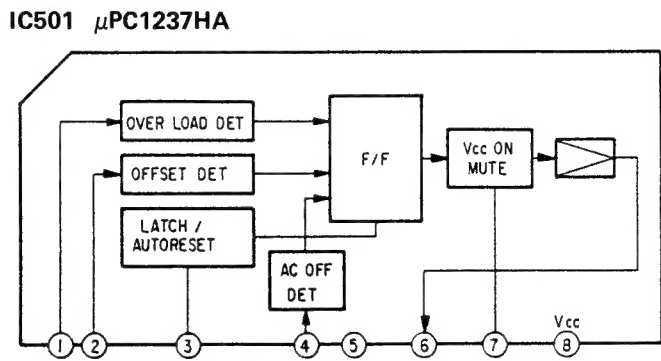 IC501 μPC1237HA
OVER LOAD DET
OFFSET DET
LATCH /
AUTORESET
F/F
Vcc ON
MUTE
AC OFF
DET
Vcc
1 2 3 4 5 6 7 8